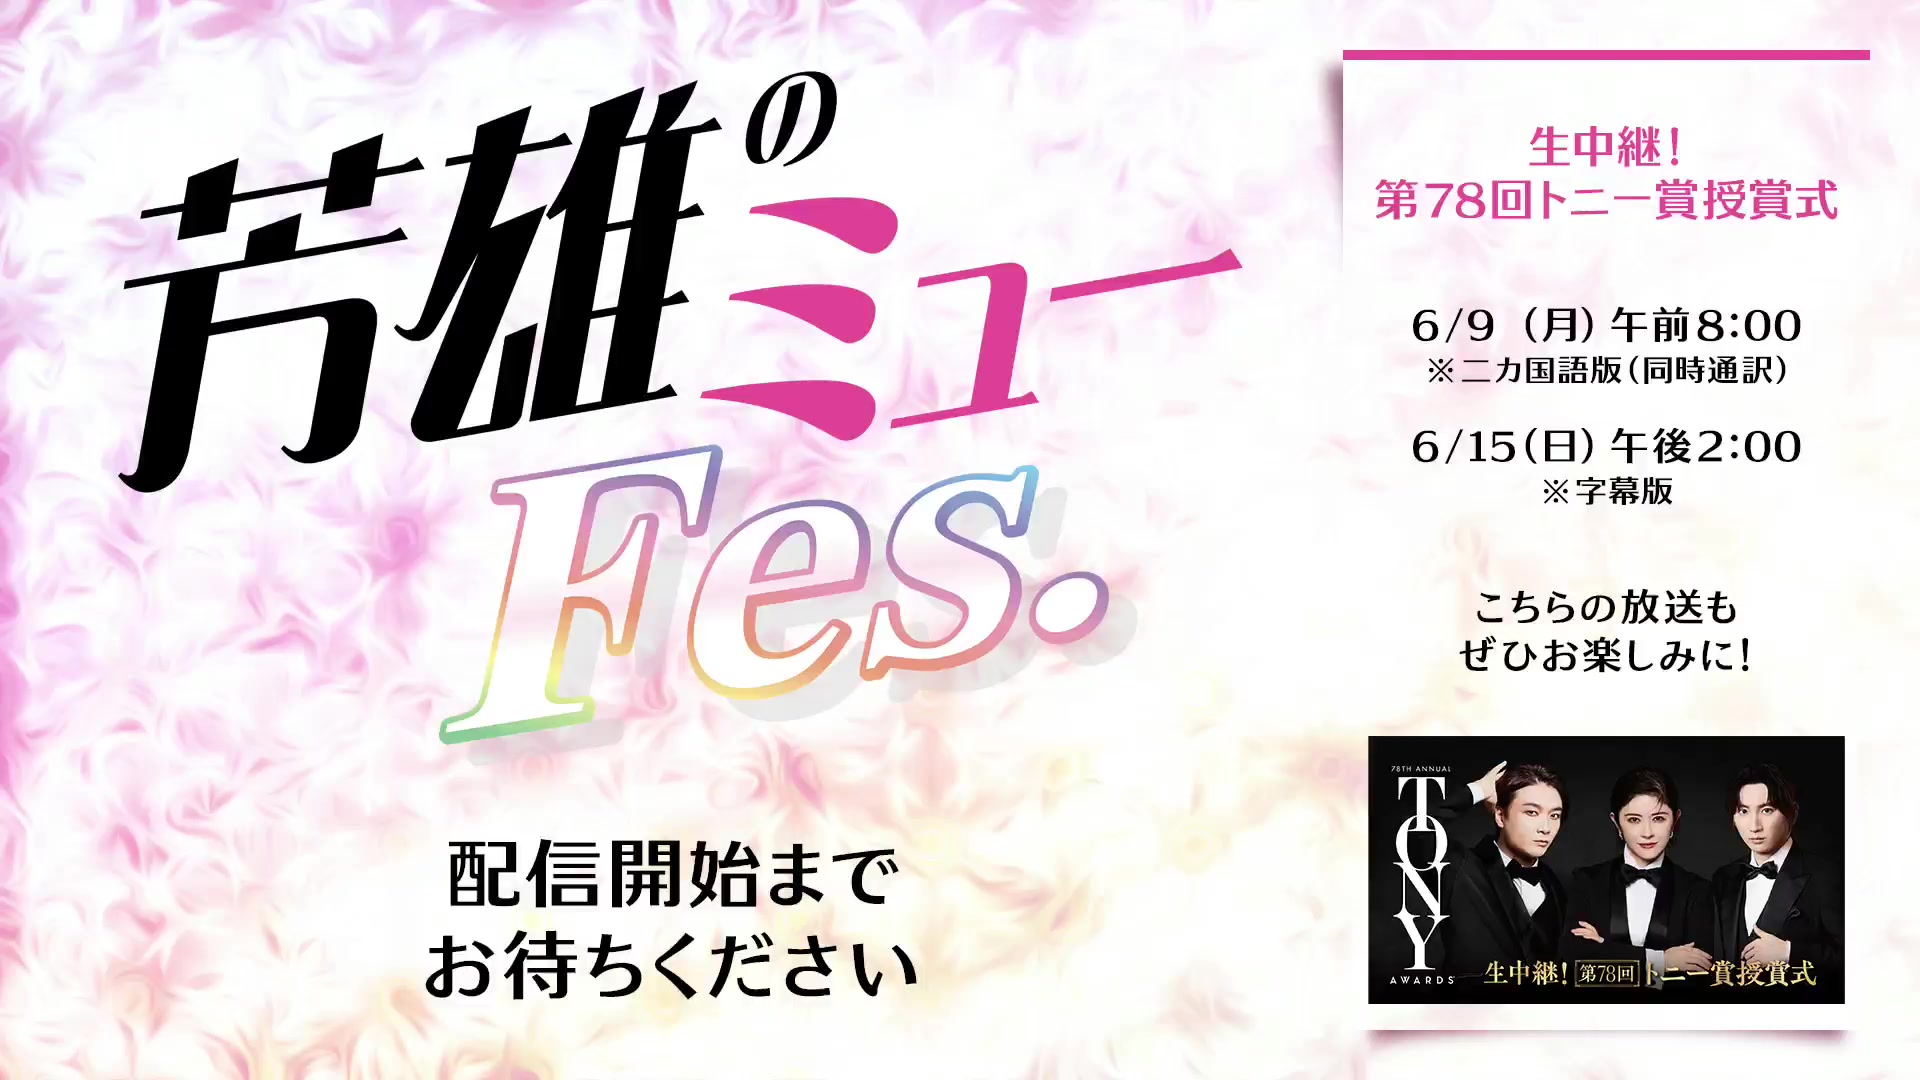 芳雄の
ミュー
Fes.
配信開始まで
お待ちください
生中継！
第78回トニー賞授賞式
6/9（月）午前8:00
※二カ国語版（同時通訳）
6/15（日）午後2:00
※字幕版
こちらの放送も
ぜひお楽しみに！
78TH ANNUAL
TONY
AWARDS
生中継！第78回トニー賞授賞式